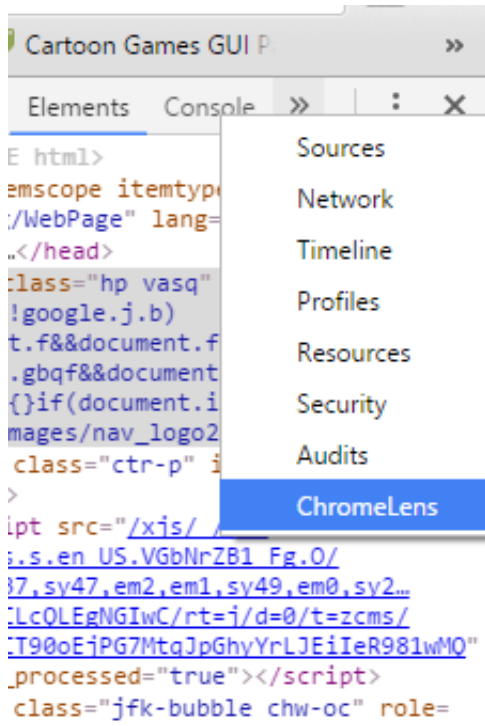 Cartoon Games GUI P
»
Elements Console » ⋮ ×
Sources
Network
Timeline
Profiles
Resources
Security
Audits
ChromeLens
E html>
emscope itemtyp
/WebPage" lang=
…</head>
class="hp vasq"
!google.j.b)
t.f&&document.f
.gbqf&&document
{}if(document.i
mages/nav_logo2
class="ctr-p" i
>
ipt src="/xjs/_/
s.s.en_US.VGbNrZB1_Fg.O/
37,sy47,em2,em1,sy49,em0,sy2…
CLcQLEgNGIwC/rt=j/d=0/t=zcms/
CT90oEjPG7MtqJpGhyYrLJEiIeR981wMQ"
_processed="true"></script>
class="jfk-bubble chw-oc" role=